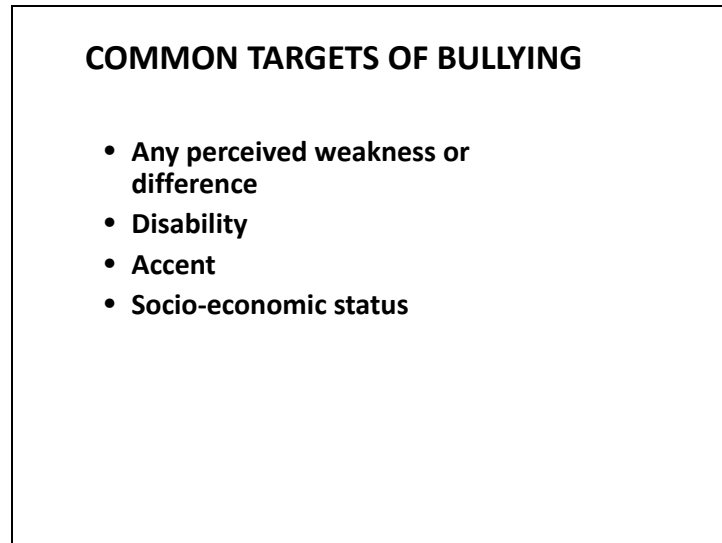 COMMON TARGETS OF BULLYING
• Any perceived weakness or
difference
• Disability
• Accent
• Socio-economic status